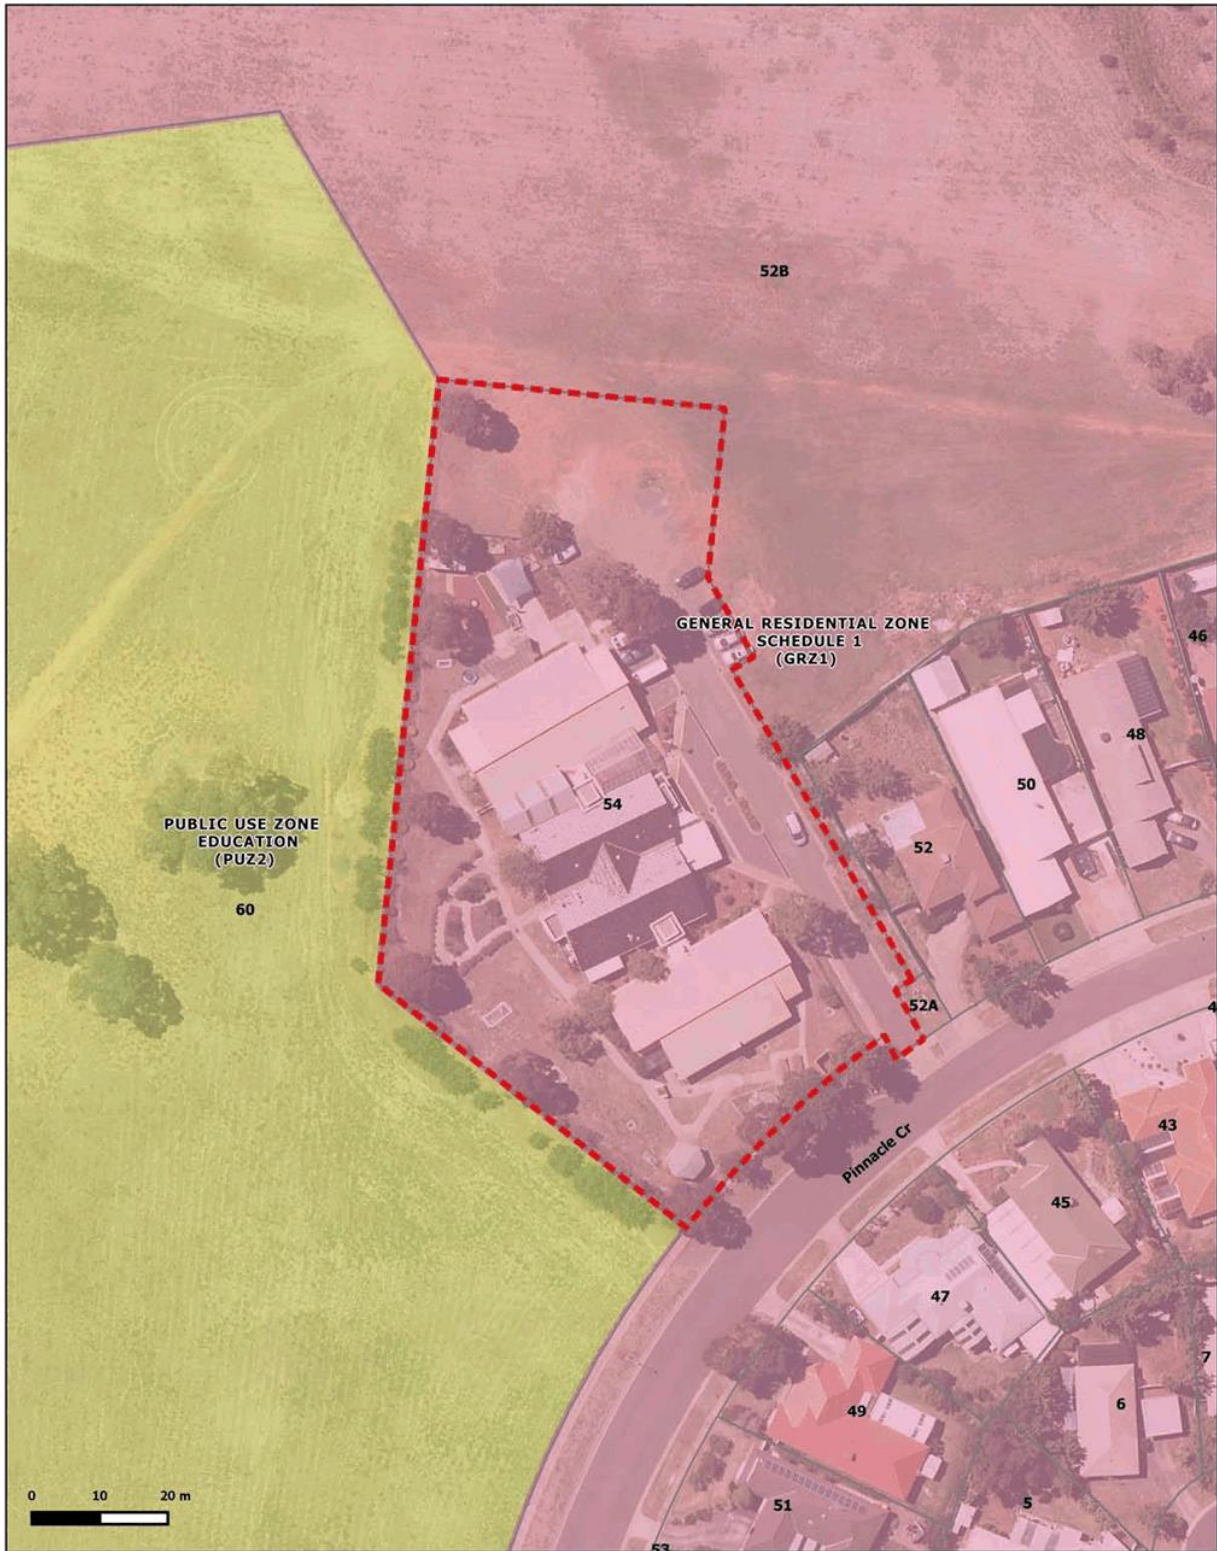 52B
GENERAL RESIDENTIAL ZONE
SCHEDULE 1
(GRZ1)
46
48
50
54
52
PUBLIC USE ZONE
EDUCATION
(PUZ2)
60
52A
4
43
Pinnacle Cr
45
47
7
6
49
0 10 20 m
51
5
53